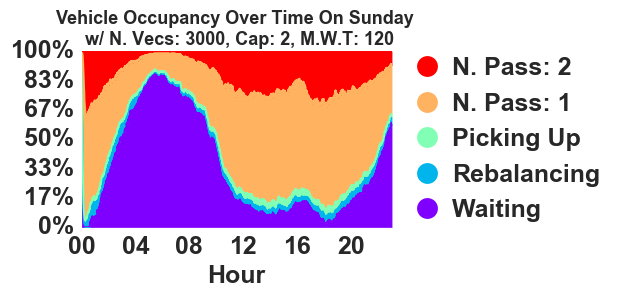 Vehicle Occupancy Over Time On Sunday
w/ N. Vecs: 3000, Cap: 2, M.W.T: 120
100%
83%
67%
50%
33%
17%
0%
00 04 08 12 16 20
Hour
N. Pass: 2
N. Pass: 1
Picking Up
Rebalancing
Waiting